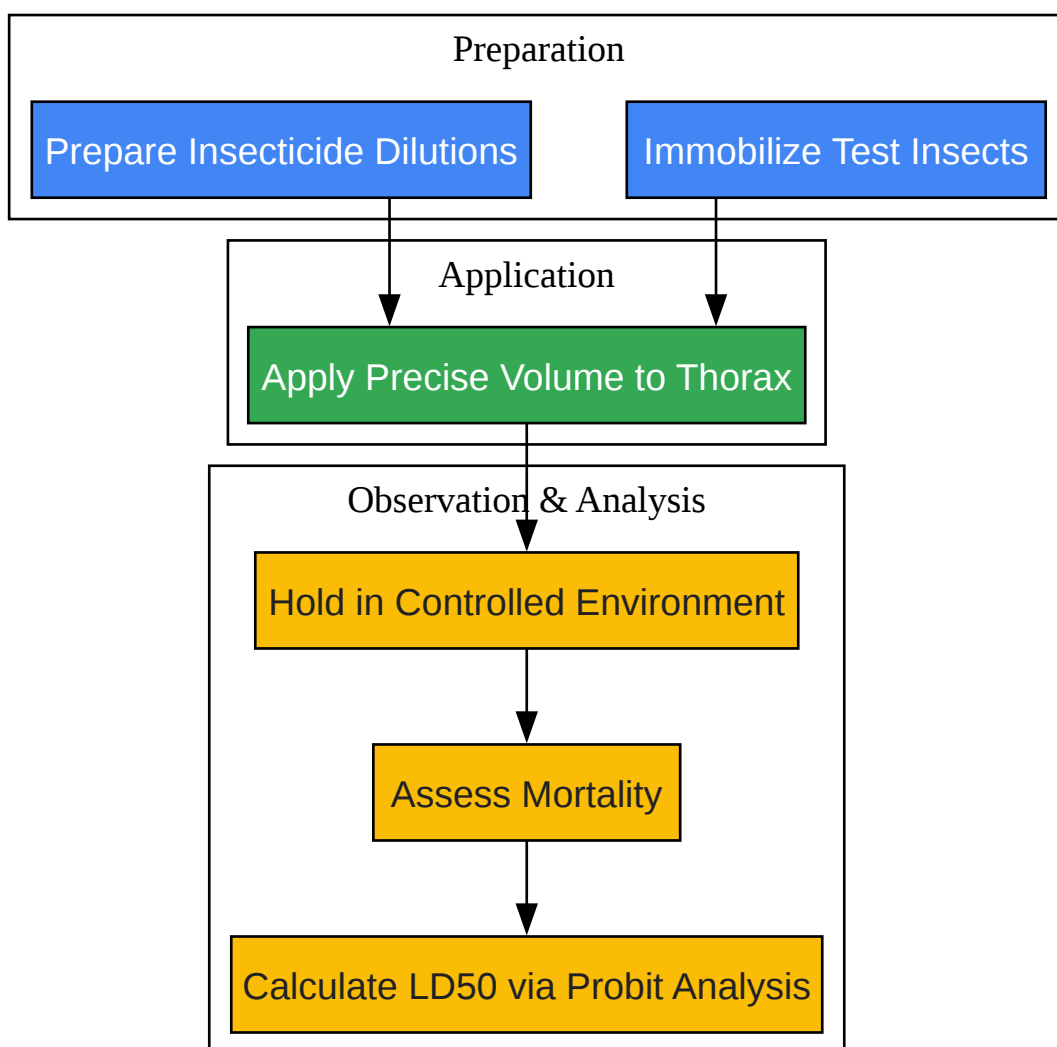 Preparation
Prepare Insecticide Dilutions
Immobilize Test Insects
Application
Apply Precise Volume to Thorax
Observation & Analysis
Hold in Controlled Environment
Assess Mortality
Calculate LD50 via Probit Analysis